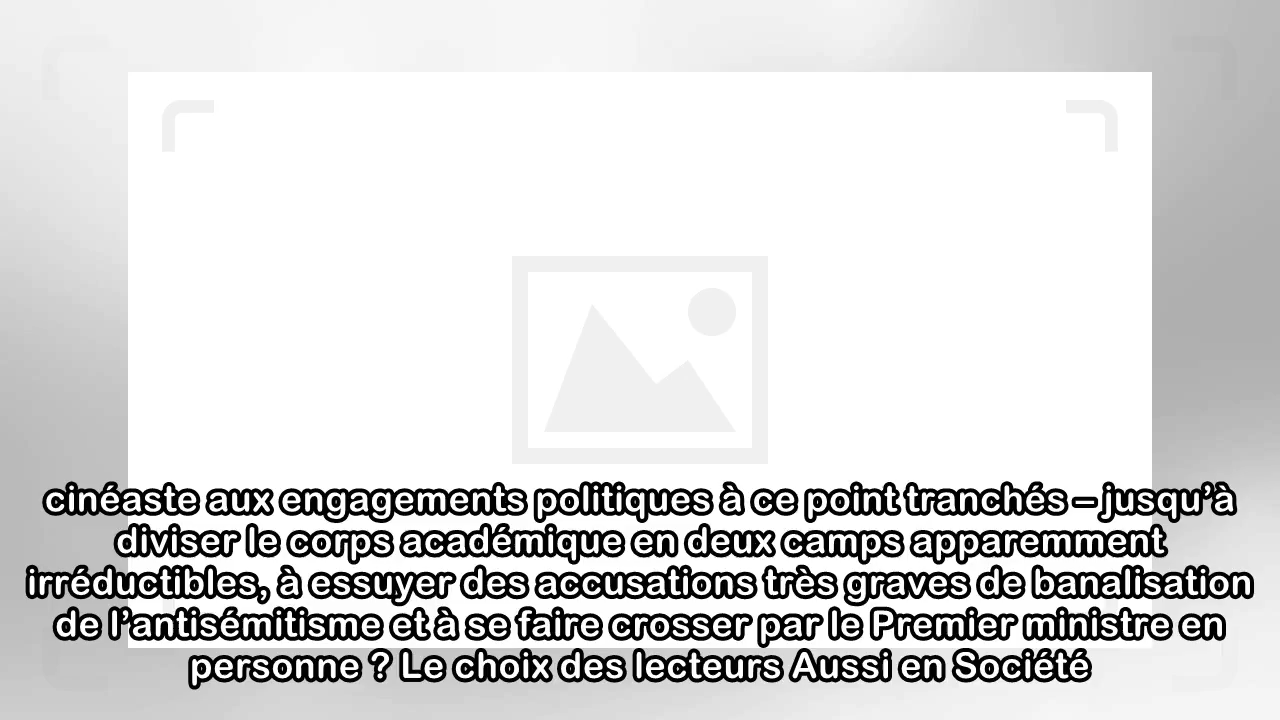 cinéaste aux engagements politiques à ce point tranchés – jusqu’à
diviser le corps académique en deux camps apparemment
irréductibles, à essuyer des accusations très graves de banalisation
de l’antisémitisme et à se faire crosser par le Premier ministre en
personne ? Le choix des lecteurs Aussi en Société